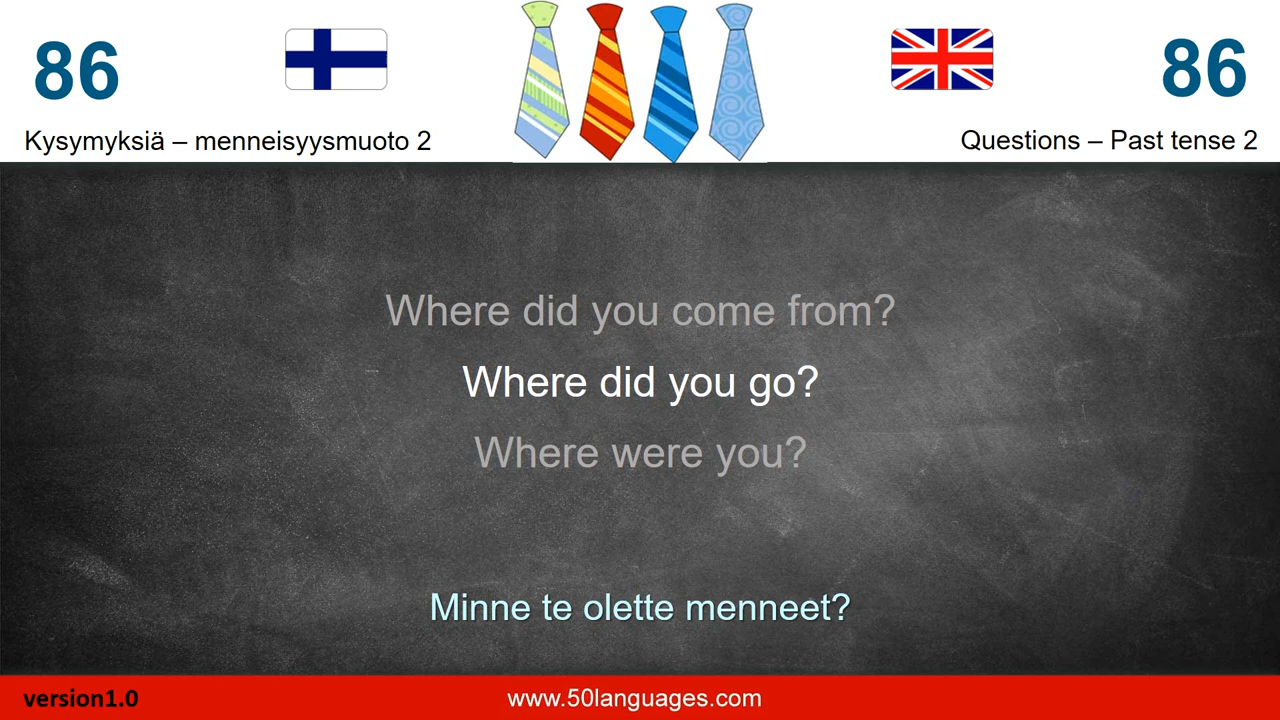 86
86
Kysymyksiä – menneisyysmuoto 2
Questions – Past tense 2
Where did you come from?
Where did you go?
Where were you?
Minne te olette menneet?
version1.0
www.50languages.com